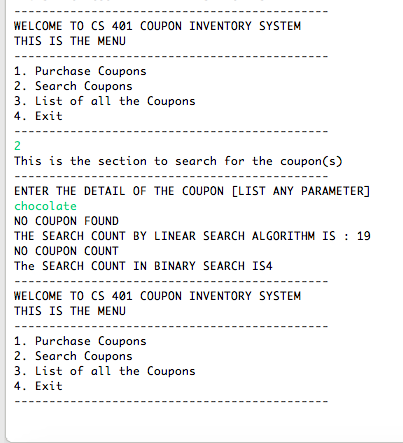 --------------------------------------------
WELCOME TO CS 401 COUPON INVENTORY SYSTEM
THIS IS THE MENU
--------------------------------------------
1. Purchase Coupons
2. Search Coupons
3. List of all the Coupons
4. Exit
--------------------------------------------
2
This is the section to search for the coupon(s)
--------------------------------------------
ENTER THE DETAIL OF THE COUPON [LIST ANY PARAMETER]
chocolate
NO COUPON FOUND
THE SEARCH COUNT BY LINEAR SEARCH ALGORITHM IS : 19
NO COUPON COUNT
The SEARCH COUNT IN BINARY SEARCH IS4
--------------------------------------------
WELCOME TO CS 401 COUPON INVENTORY SYSTEM
THIS IS THE MENU
--------------------------------------------
1. Purchase Coupons
2. Search Coupons
3. List of all the Coupons
4. Exit
--------------------------------------------